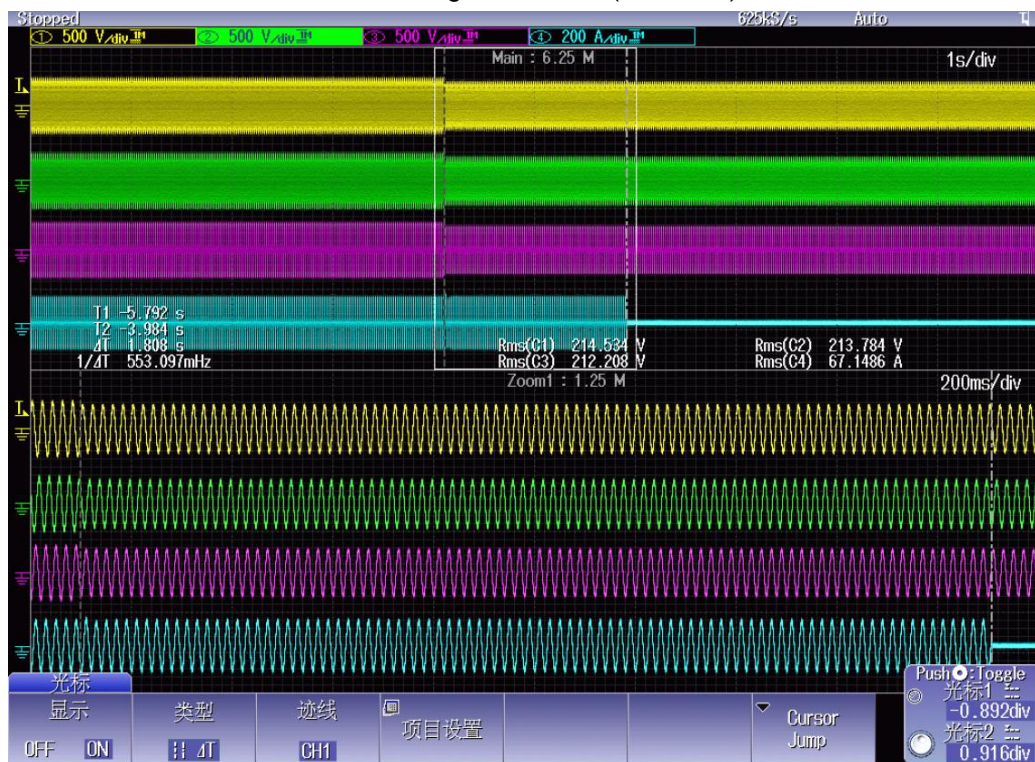 Stopped 625kS/s Auto
① 500 V/div 1M ② 500 V/div 1M ③ 500 V/div 1M ④ 200 A/div 1M
Main : 6.25 M 1s/div
T1 -5.792 s
T2 -3.984 s
ΔT 1.808 s
1/ΔT 553.097mHz
Rms(C1) 214.534 V Rms(C2) 213.784 V
Rms(C3) 212.208 V Rms(C4) 67.1486 A
Zoom1 : 1.25 M 200ms/div
光标
显示 类型 迹线 项目设置 Cursor Jump
OFF ON ΔT CH1
Push :Toggle
光标1
-0.892div
光标2
0.916div